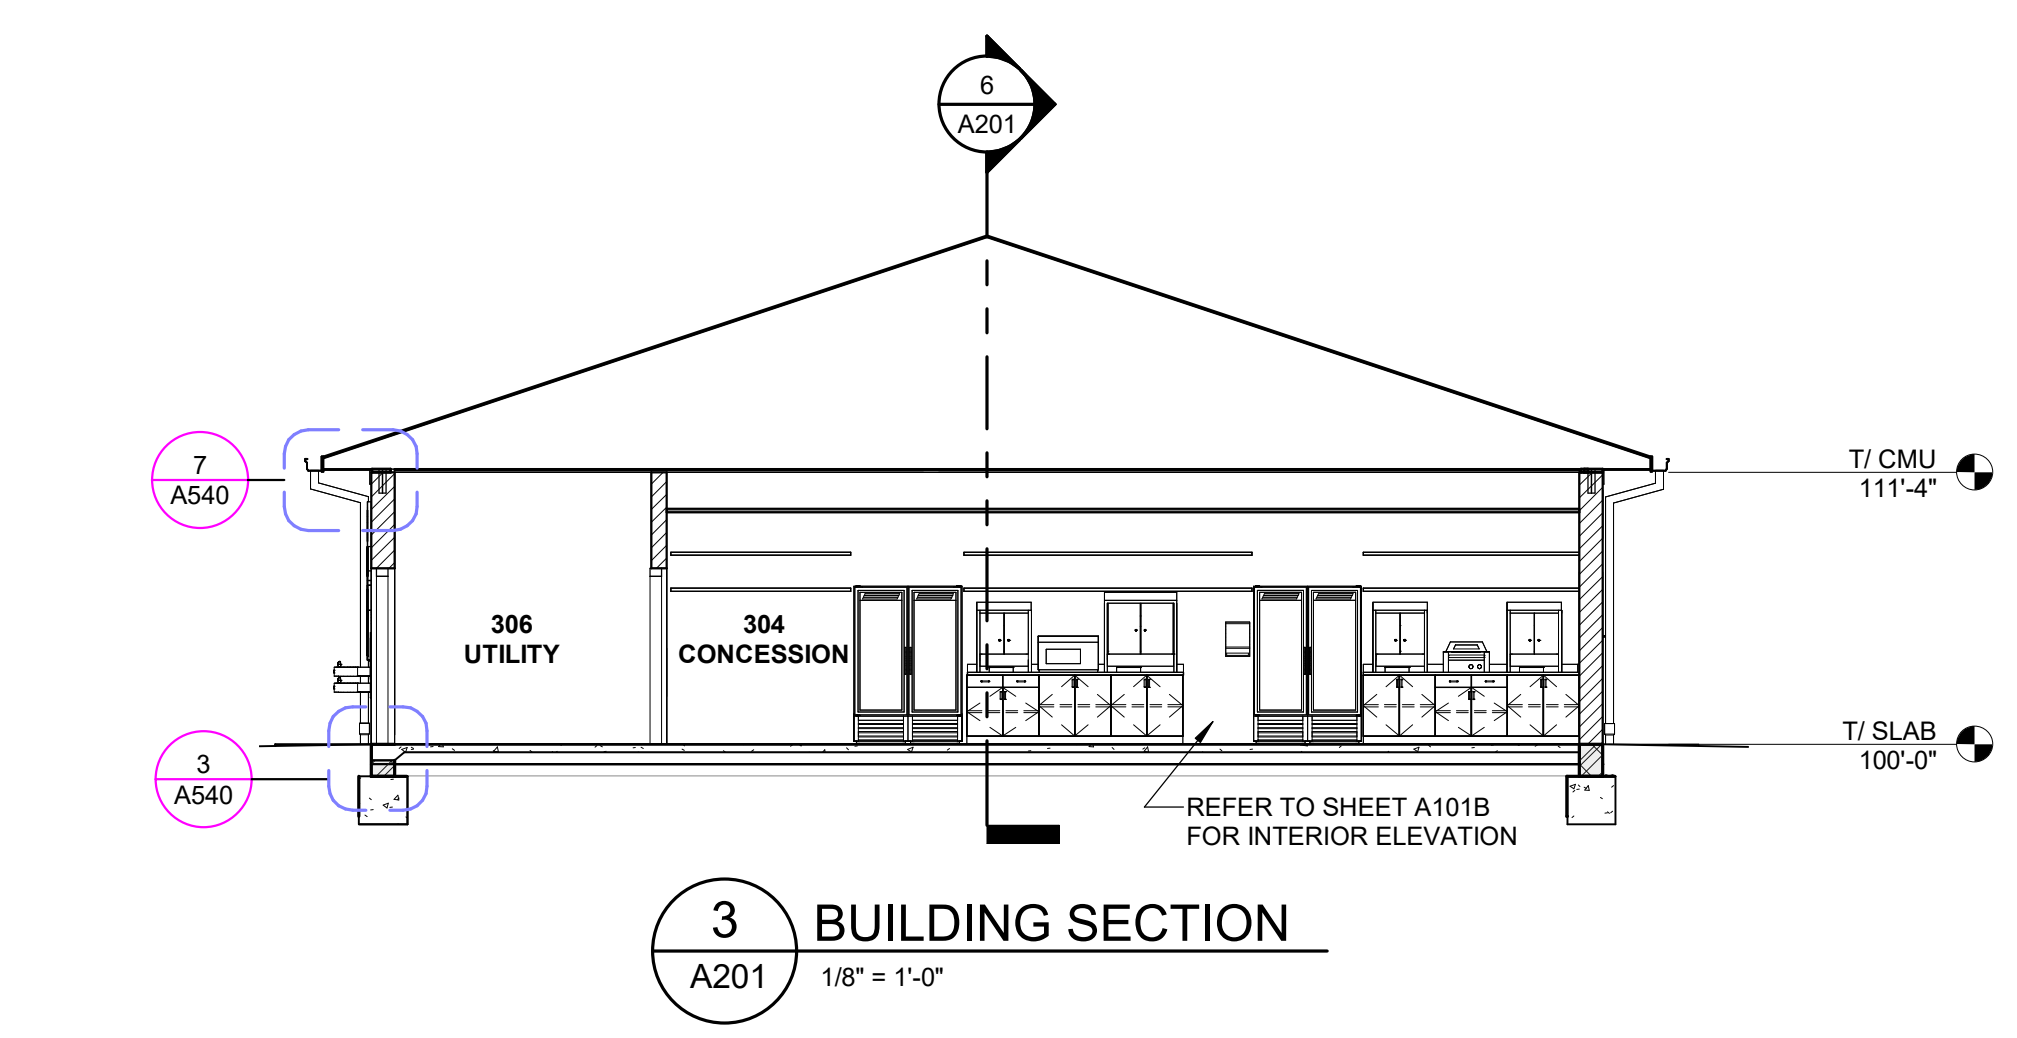 6
A201
7
A540
T/ CMU
111'-4"
306
UTILITY
304
CONCESSION
3
A540
T/ SLAB
100'-0"
REFER TO SHEET A101B
FOR INTERIOR ELEVATION
3
A201
BUILDING SECTION
1/8" = 1'-0"